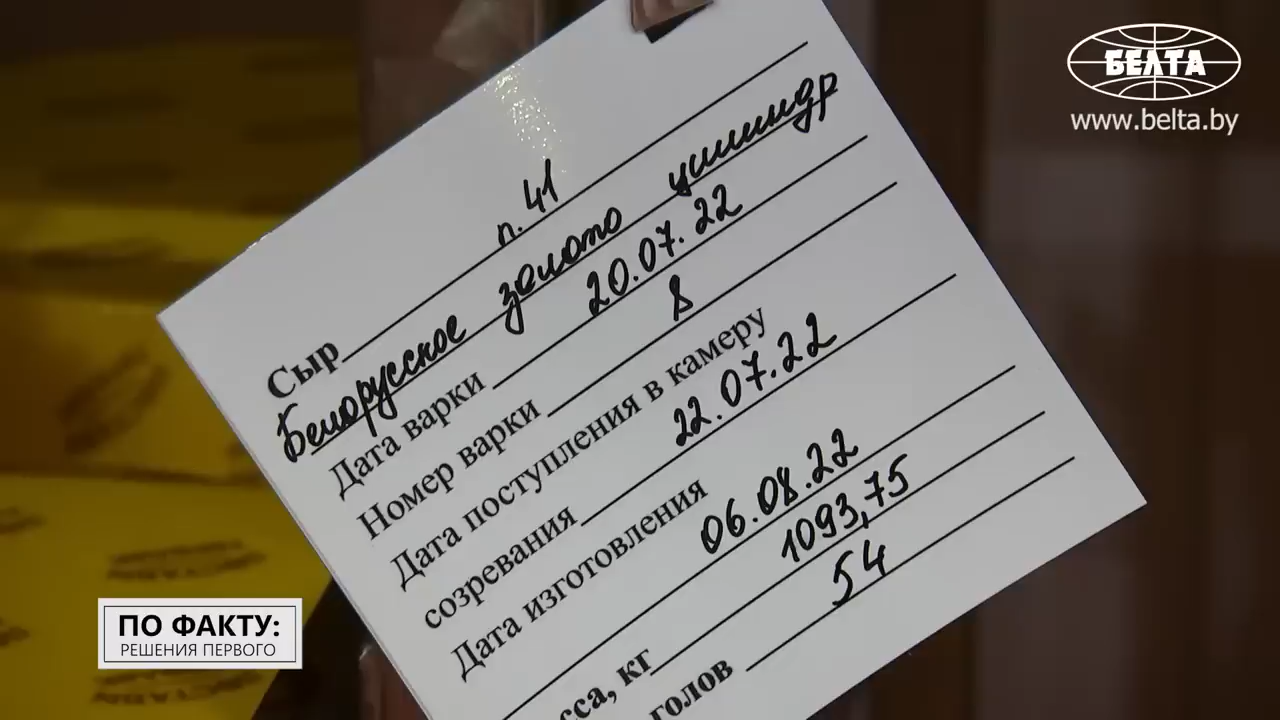 БЕЛТА
www.belta.by
п. 41
Сыр
Белорусское золото цилиндр
Дата варки 20.07.22
Номер варки 8
Дата поступления в камеру
созревания 22.07.22
Дата изготовления 06.08.22
сса, кг 1093,75
голов 54
ПО ФАКТУ:
РЕШЕНИЯ ПЕРВОГО